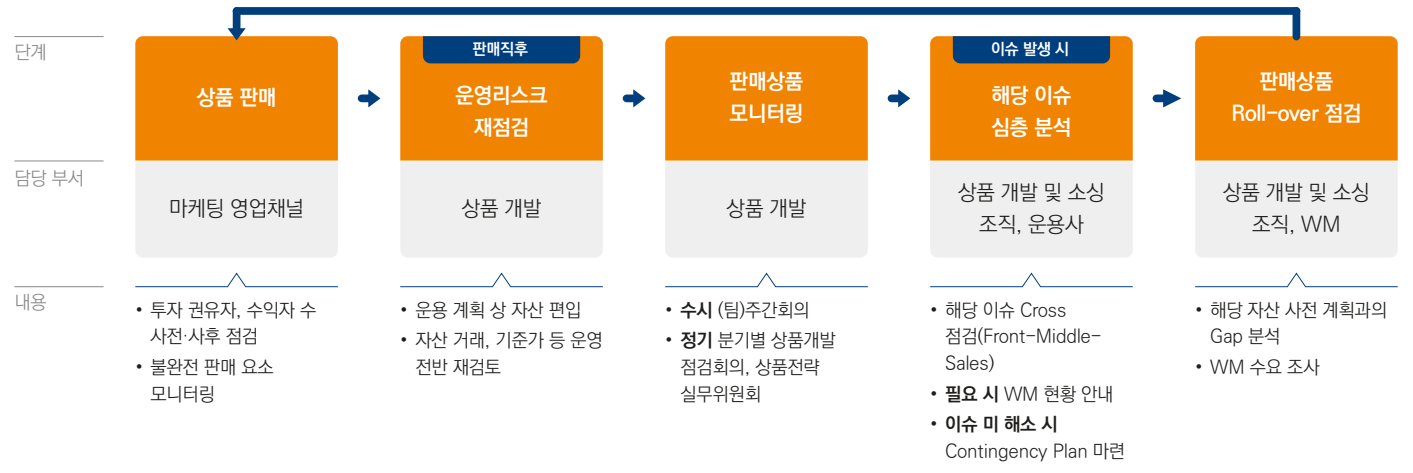 단계
상품 판매
판매직후
운영리스크
재점검
판매상품
모니터링
이슈 발생 시
해당 이슈
심층 분석
판매상품
Roll-over 점검
담당 부서
마케팅 영업채널
상품 개발
상품 개발
상품 개발 및 소싱
조직, 운용사
상품 개발 및 소싱
조직, WM
내용
• 투자 권유자, 수익자 수
사전·사후 점검
• 불완전 판매 요소
모니터링
• 운용 계획 상 자산 편입
• 자산 거래, 기준가 등 운영
전반 재검토
• 수시 (팀)주간회의
• 정기 분기별 상품개발
점검회의, 상품전략
실무위원회
• 해당 이슈 Cross
점검(Front-Middle-
Sales)
• 필요 시 WM 현황 안내
• 이슈 미 해소 시
Contingency Plan 마련
• 해당 자산 사전 계획과의
Gap 분석
• WM 수요 조사